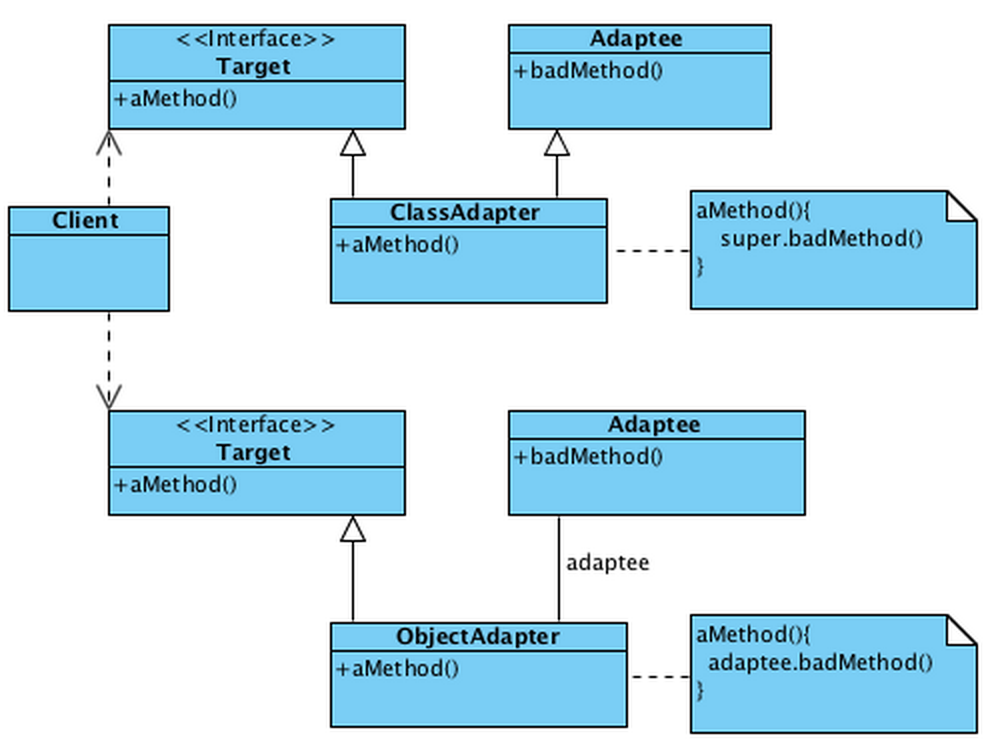 <<Interface>>
Target
+aMethod()
Adaptee
+badMethod()
Client
ClassAdapter
+aMethod()
aMethod(){
super.badMethod()
}
<<Interface>>
Target
+aMethod()
Adaptee
+badMethod()
adaptee
ObjectAdapter
+aMethod()
aMethod(){
adaptee.badMethod()
}